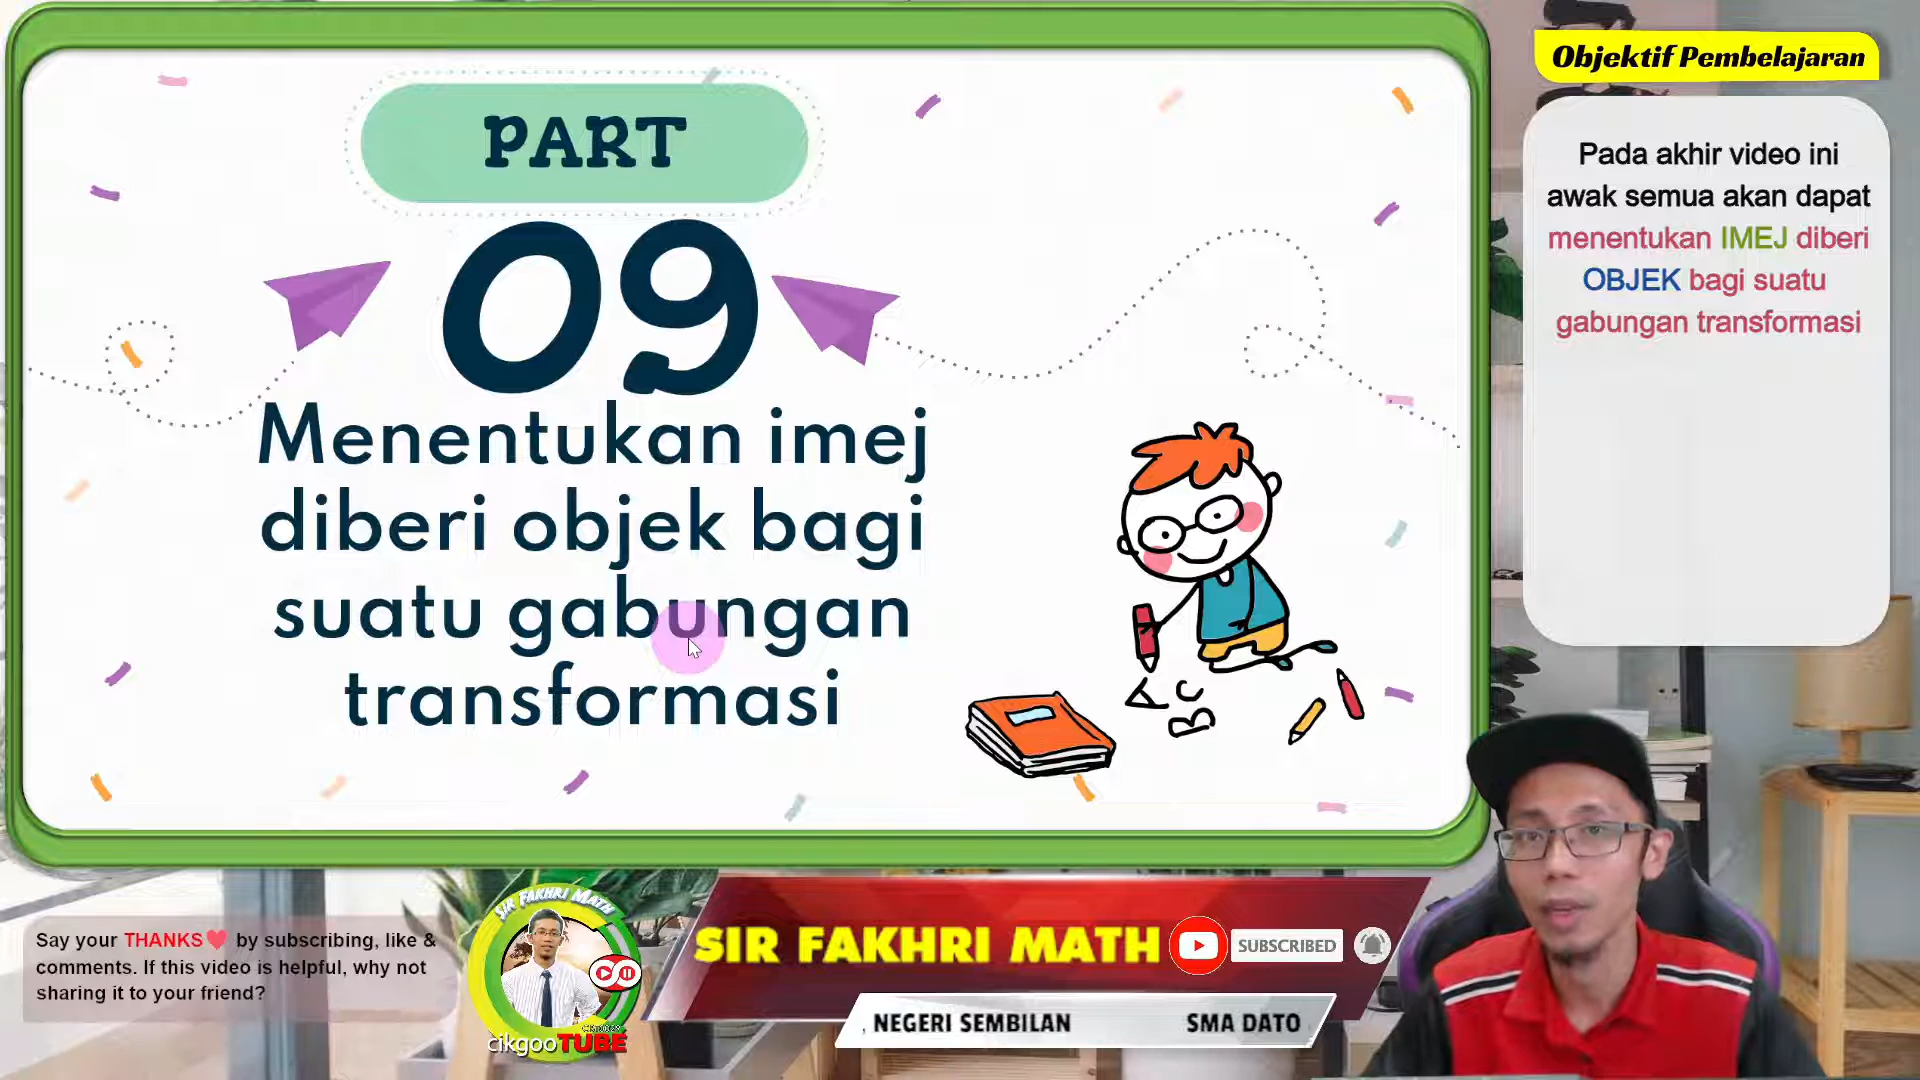 PART
09
Menentukan imej
diberi objek bagi
suatu gabungan
transformasi
A
B
C
Objektif Pembelajaran
Pada akhir video ini
awak semua akan dapat
menentukan IMEJ diberi
OBJEK bagi suatu
gabungan transformasi
Say your THANKS by subscribing, like &
comments. If this video is helpful, why not
sharing it to your friend?
SIR FAKHRI MATH
cikgooTUBE
SIR FAKHRI MATH
SUBSCRIBED
, NEGERI SEMBILAN SMA DATO